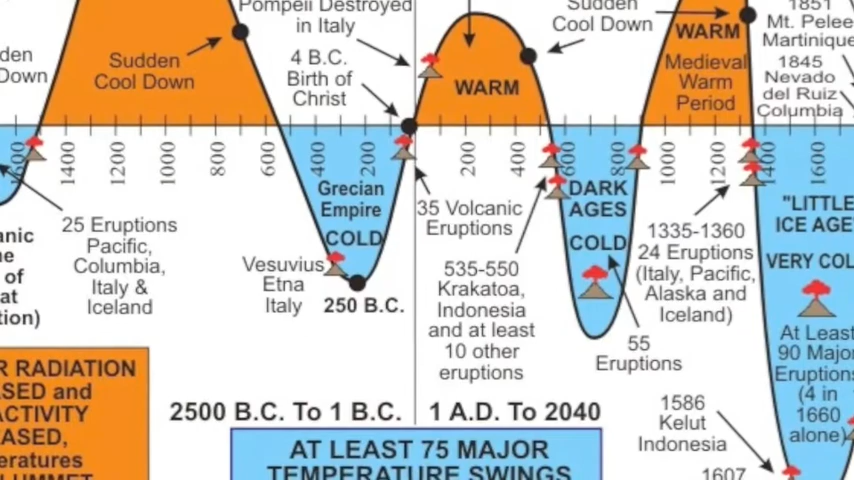 Pompeii Destroyed
in Italy
Sudden
Cool Down
1851
Mt. Pelee
Martinique
1845
Nevado
del Ruiz
Columbia
WARM
Medieval
Warm
Period
Sudden
Cool Down
Down
4 B.C.
Birth of
Christ
WARM
1400
1200
1000
800
600
400
200
200
400
600
800
1000
1200
1400
1600
Grecian
Empire
COLD
DARK
AGES
COLD
"LITTLE
ICE AGE"
25 Eruptions
Pacific,
Columbia,
Italy &
Iceland
35 Volcanic
Eruptions
1335-1360
24 Eruptions
(Italy, Pacific,
Alaska and
Iceland)
Vesuvius
Etna
Italy
250 B.C.
535-550
Krakatoa,
Indonesia
and at least
10 other
eruptions
55
Eruptions
VERY COL
At Least
90 Major
Eruptions
(4 in
1660
alone)
of
at
tion)
R RADIATION
ASED and
ACTIVITY
EASED,
eratures
2500 B.C. To 1 B.C.
1 A.D. To 2040
AT LEAST 75 MAJOR
TEMPERATURE SWINGS
1586
Kelut
Indonesia
1607